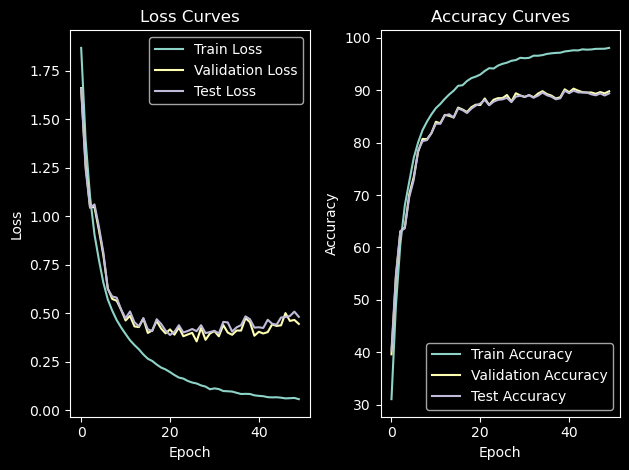 Loss Curves
Train Loss
Validation Loss
Test Loss
1.75
1.50
1.25
1.00
0.75
0.50
0.25
0.00
Loss
0
20
40
Epoch
Accuracy Curves
100
90
80
70
60
50
40
30
Accuracy
Train Accuracy
Validation Accuracy
Test Accuracy
0
20
40
Epoch